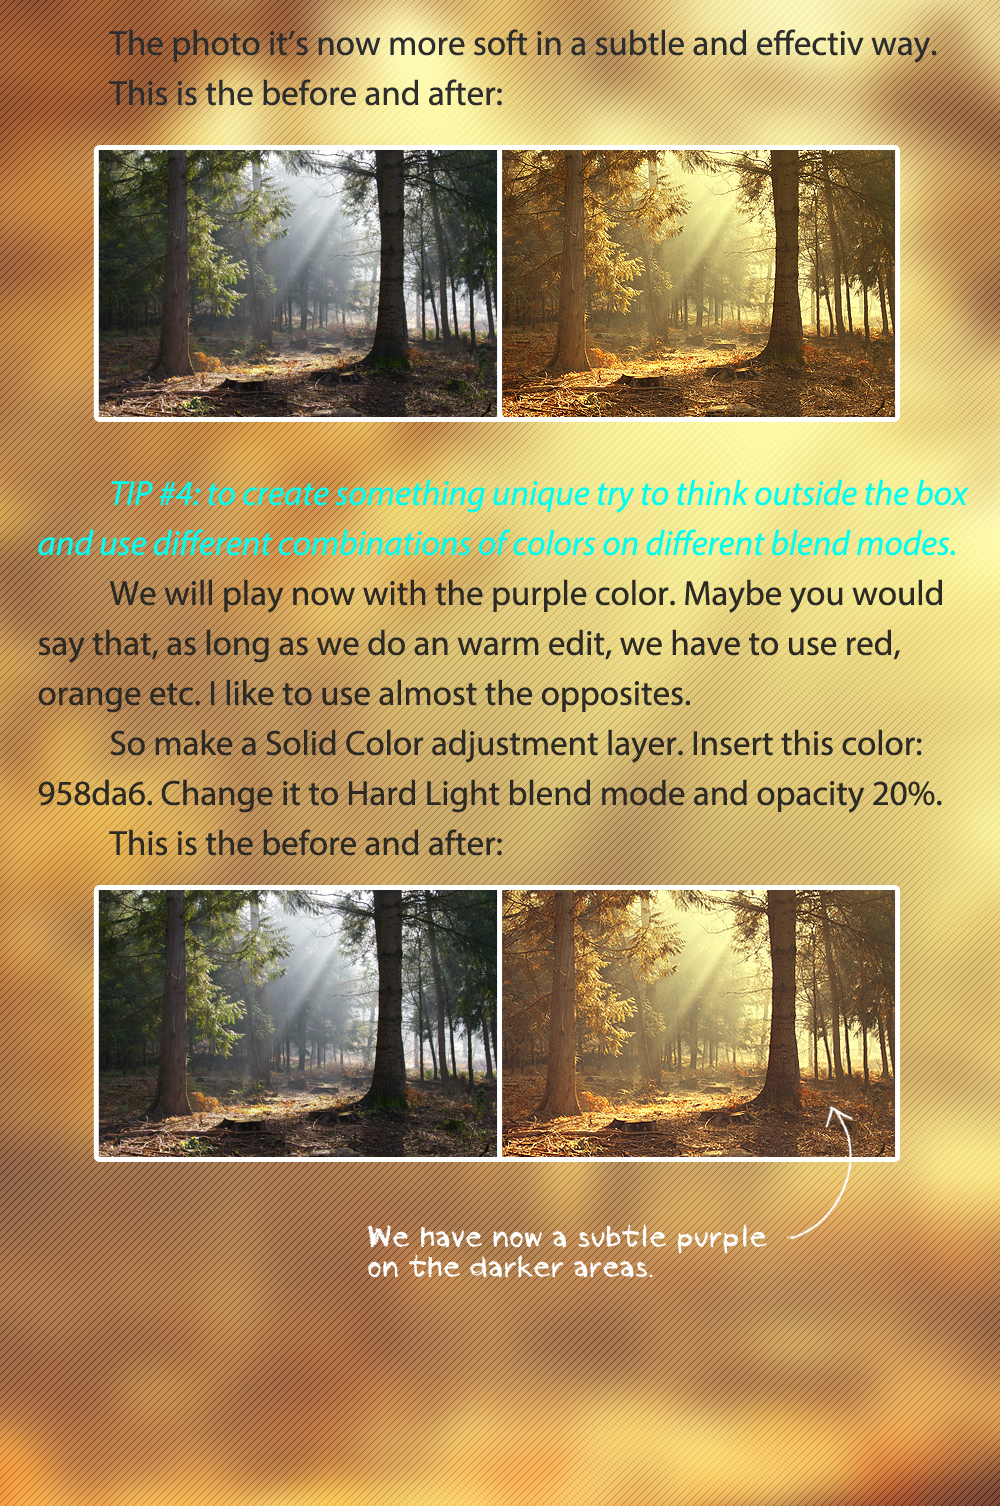 The photo it’s now more soft in a subtle and effectiv way.
This is the before and after:
TIP #4: to create something unique try to think outside the box
and use different combinations of colors on different blend modes.
We will play now with the purple color. Maybe you would
say that, as long as we do an warm edit, we have to use red,
orange etc. I like to use almost the opposites.
So make a Solid Color adjustment layer. Insert this color:
958da6. Change it to Hard Light blend mode and opacity 20%.
This is the before and after:
We have now a subtle purple
on the darker areas.